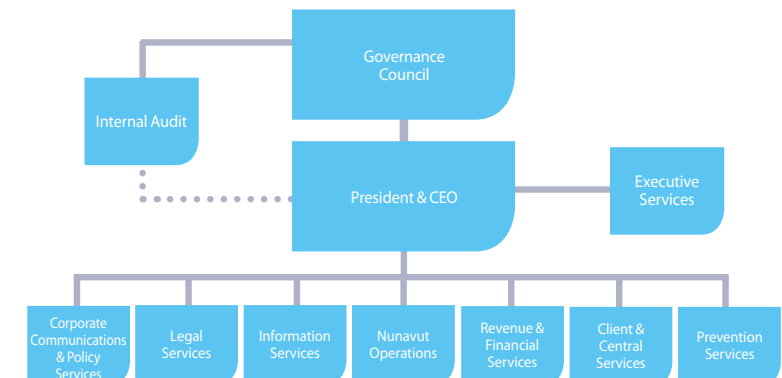 Governance
Council
Internal Audit
President & CEO
Executive
Services
Corporate
Communications
& Policy
Services
Legal
Services
Information
Services
Nunavut
Operations
Revenue &
Financial
Services
Client &
Central
Services
Prevention
Services